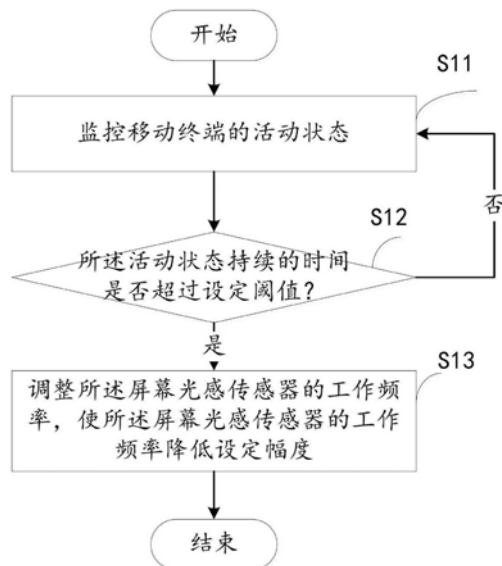 开始
S11
监控移动终端的活动状态
否
S12
所述活动状态持续的时间
是否超过设定阈值？
是
S13
调整所述屏幕光感传感器的工作频
率，使所述屏幕光感传感器的工作
频率降低设定幅度
结束